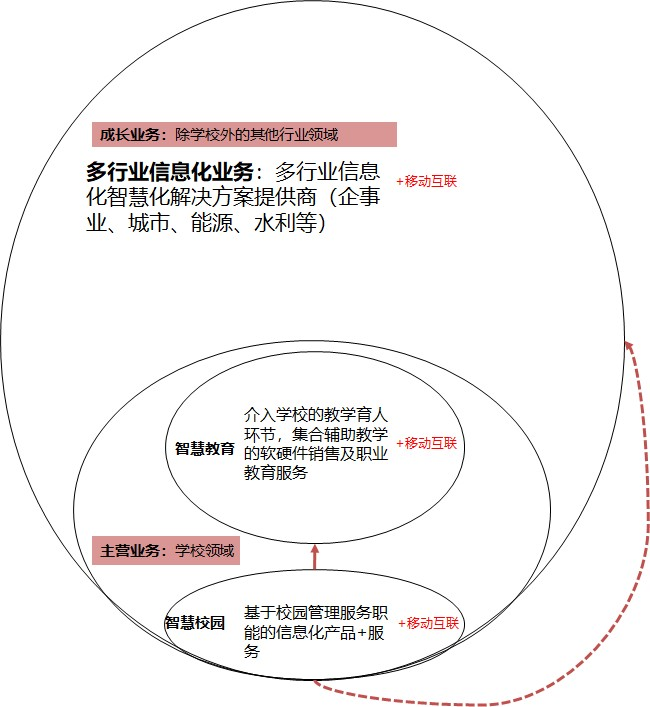 成长业务：除学校外的其他行业领域
多行业信息化业务：多行业信息
化智慧化解决方案提供商（企事
业、城市、能源、水利等）
+移动互联
智慧教育
介入学校的教学育人
环节，集合辅助教学
的软硬件销售及职业
教育服务
+移动互联
主营业务：学校领域
智慧校园
基于校园管理服务职
能的信息化产品+服
务
+移动互联